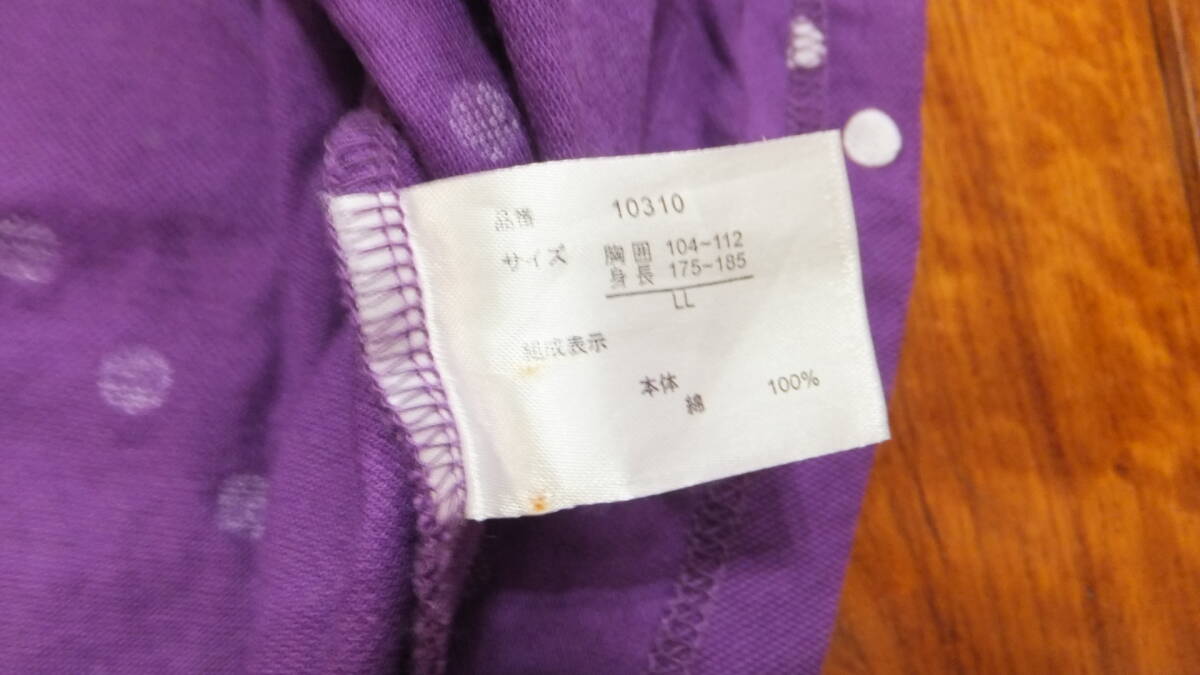 品番 10310
サイズ 胸囲 104~112
身長 175~185
LL
組成表示
本体
綿 100%